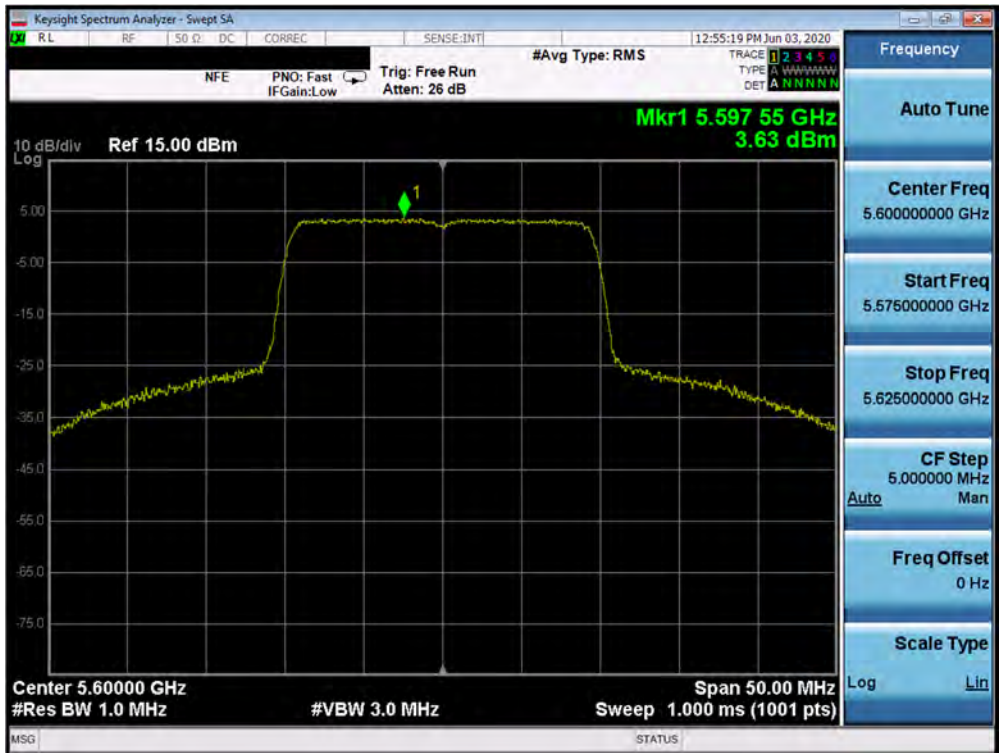 Keysight Spectrum Analyzer - Swept SA
LXI RL RF 50 Ω DC CORREC SENSE:INT 12:55:19 PM Jun 03, 2020
#Avg Type: RMS TRACE 1 2 3 4 5 6
NFE PNO: Fast Trig: Free Run TYPE A WWWWW
IFGain:Low Atten: 26 dB DET A N N N N N
Mkr1 5.597 55 GHz
3.63 dBm
10 dB/div Ref 15.00 dBm
Log
1
5.00
-5.00
-15.0
-25.0
-35.0
-45.0
-55.0
-65.0
-75.0
Center 5.60000 GHz Span 50.00 MHz
#Res BW 1.0 MHz #VBW 3.0 MHz Sweep 1.000 ms (1001 pts)
MSG STATUS
Frequency
Auto Tune
Center Freq
5.600000000 GHz
Start Freq
5.575000000 GHz
Stop Freq
5.625000000 GHz
CF Step
5.000000 MHz
Auto Man
Freq Offset
0 Hz
Scale Type
Log Lin